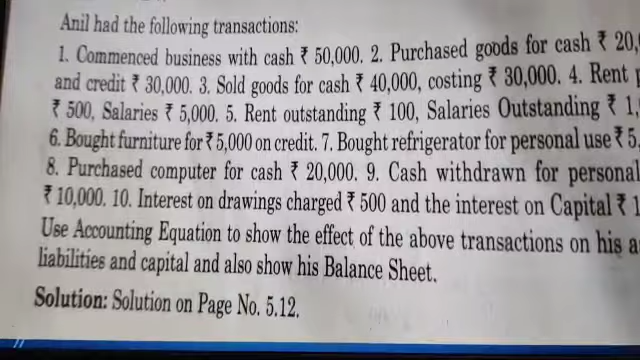 Anil had the following transactions:
1. Commenced business with cash ₹ 50,000. 2. Purchased goods for cash ₹ 20,
and credit ₹ 30,000. 3. Sold goods for cash ₹ 40,000, costing ₹ 30,000. 4. Rent
₹ 500, Salaries ₹ 5,000. 5. Rent outstanding ₹ 100, Salaries Outstanding ₹ 1,
6. Bought furniture for ₹ 5,000 on credit. 7. Bought refrigerator for personal use ₹ 5,
8. Purchased computer for cash ₹ 20,000. 9. Cash withdrawn for personal
₹ 10,000. 10. Interest on drawings charged ₹ 500 and the interest on Capital ₹ 1
Use Accounting Equation to show the effect of the above transactions on his
liabilities and capital and also show his Balance Sheet.
Solution: Solution on Page No. 5.12.